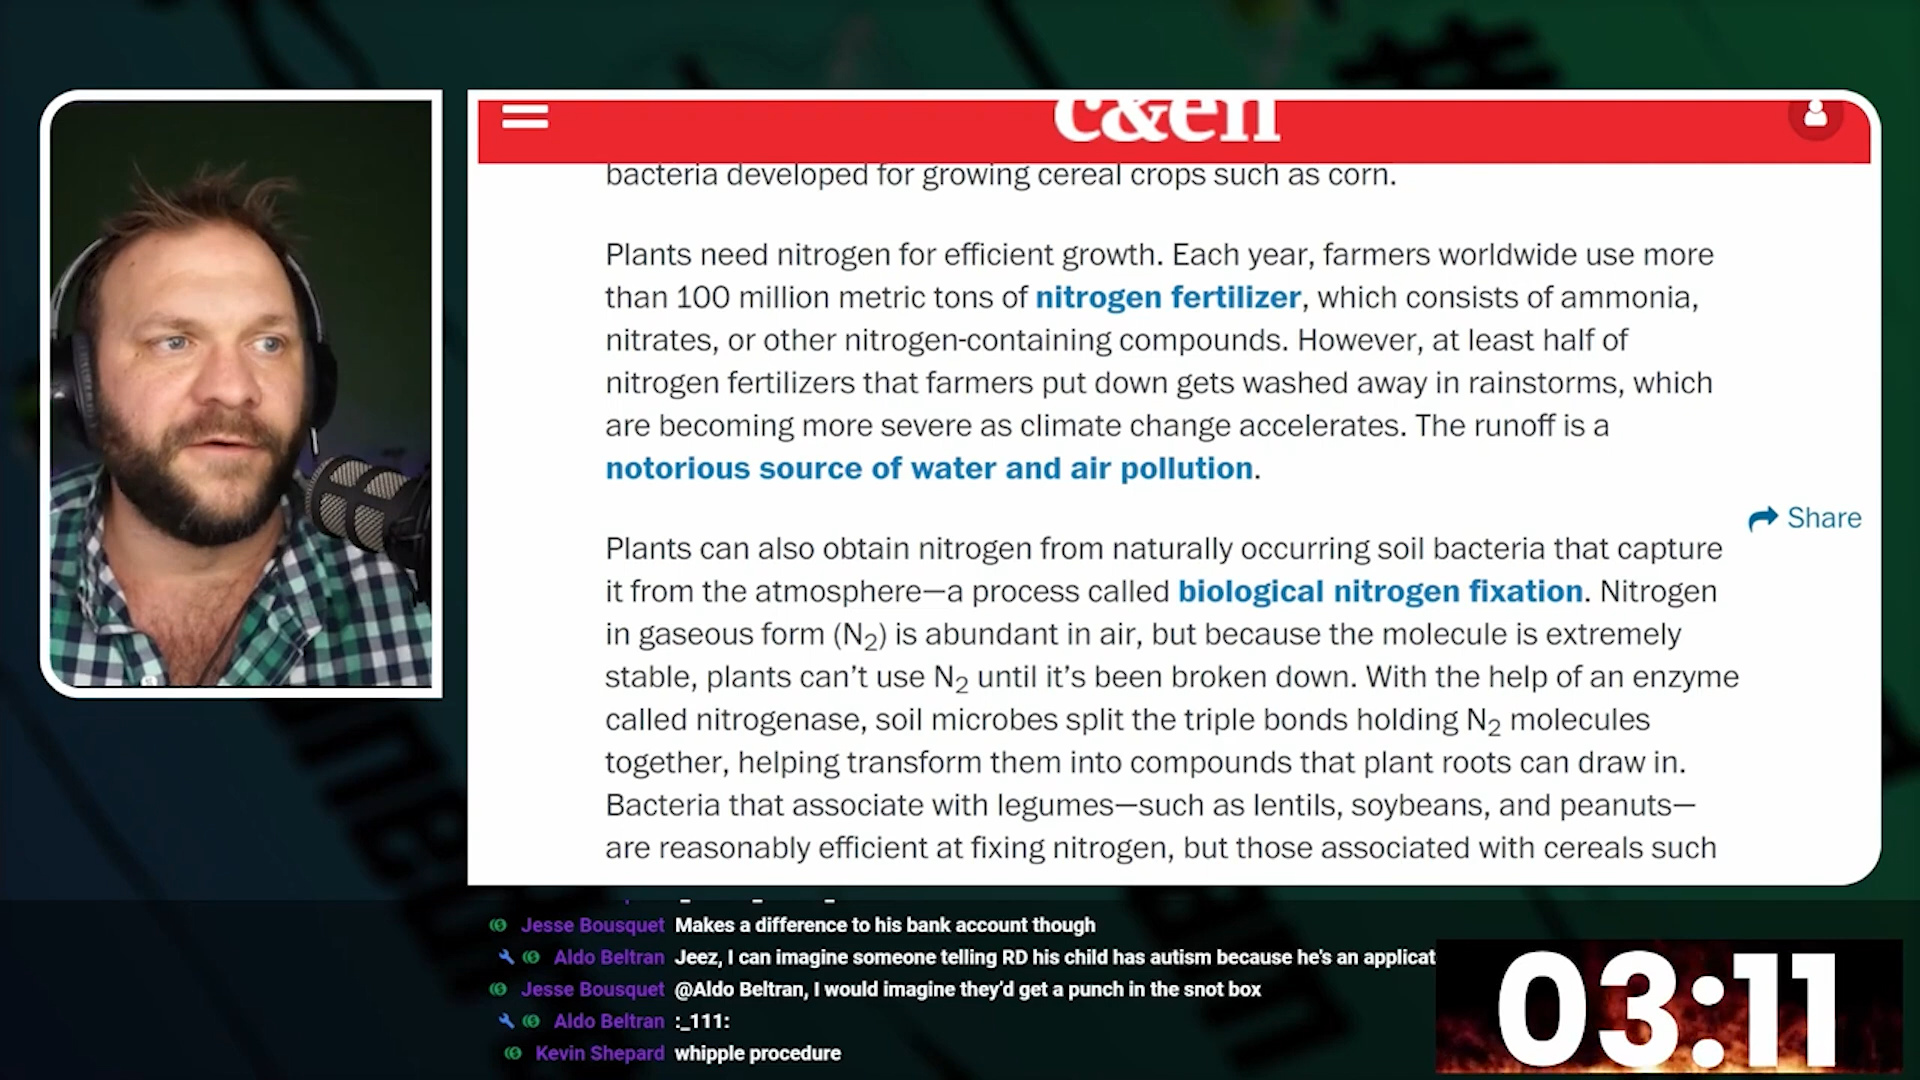 c&en
bacteria developed for growing cereal crops such as corn.
Plants need nitrogen for efficient growth. Each year, farmers worldwide use more
than 100 million metric tons of nitrogen fertilizer, which consists of ammonia,
nitrates, or other nitrogen-containing compounds. However, at least half of
nitrogen fertilizers that farmers put down gets washed away in rainstorms, which
are becoming more severe as climate change accelerates. The runoff is a
notorious source of water and air pollution.
Share
Plants can also obtain nitrogen from naturally occurring soil bacteria that capture
it from the atmosphere—a process called biological nitrogen fixation. Nitrogen
in gaseous form (N₂) is abundant in air, but because the molecule is extremely
stable, plants can’t use N₂ until it’s been broken down. With the help of an enzyme
called nitrogenase, soil microbes split the triple bonds holding N₂ molecules
together, helping transform them into compounds that plant roots can draw in.
Bacteria that associate with legumes—such as lentils, soybeans, and peanuts—
are reasonably efficient at fixing nitrogen, but those associated with cereals such
Jesse Bousquet Makes a difference to his bank account though
Aldo Beltran Jeez, I can imagine someone telling RD his child has autism because he's an applicat
Jesse Bousquet @Aldo Beltran, I would imagine they'd get a punch in the snot box
Aldo Beltran :_111:
Kevin Shepard whipple procedure
03:11